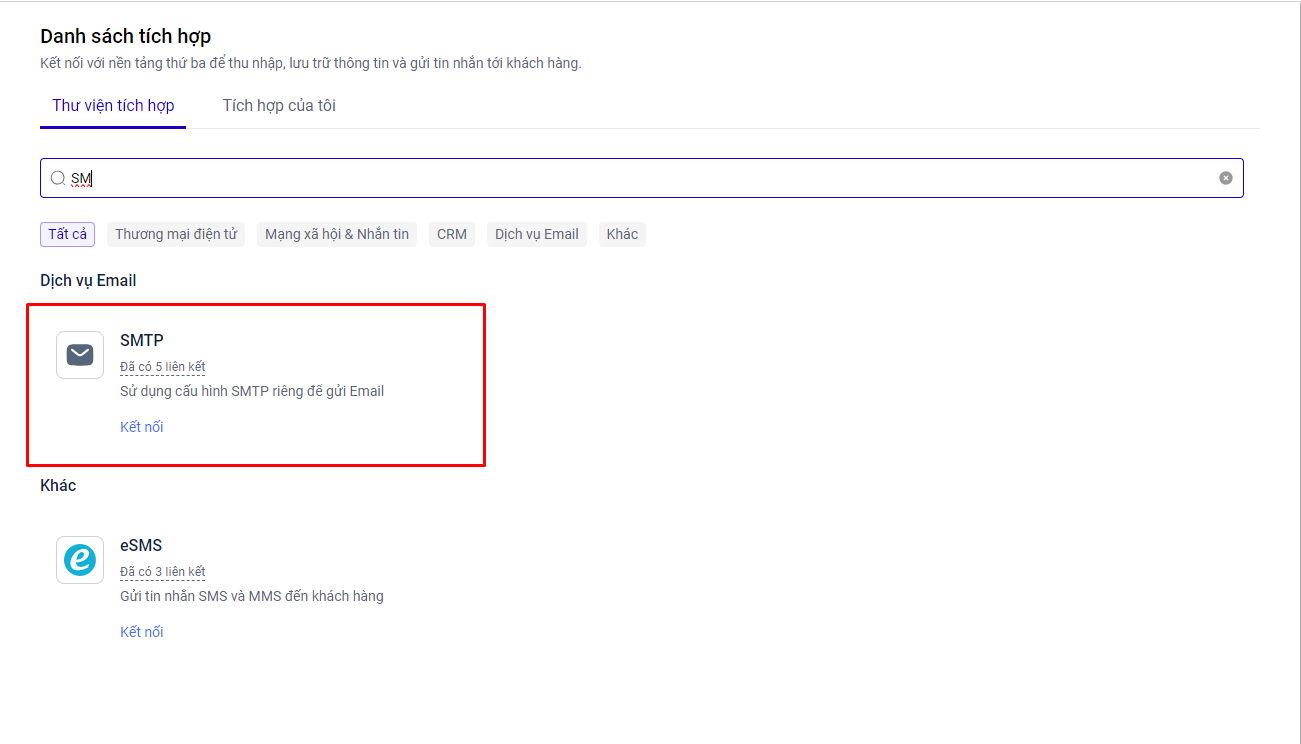 Danh sách tích hợp
Kết nối với nền tảng thứ ba để thu nhập, lưu trữ thông tin và gửi tin nhắn tới khách hàng.
Thư viện tích hợp Tích hợp của tôi
SM
Tất cả Thương mại điện tử Mạng xã hội & Nhắn tin CRM Dịch vụ Email Khác
Dịch vụ Email
SMTP
Đã có 5 liên kết
Sử dụng cấu hình SMTP riêng để gửi Email
Kết nối
Khác
eSMS
Đã có 3 liên kết
Gửi tin nhắn SMS và MMS đến khách hàng
Kết nối